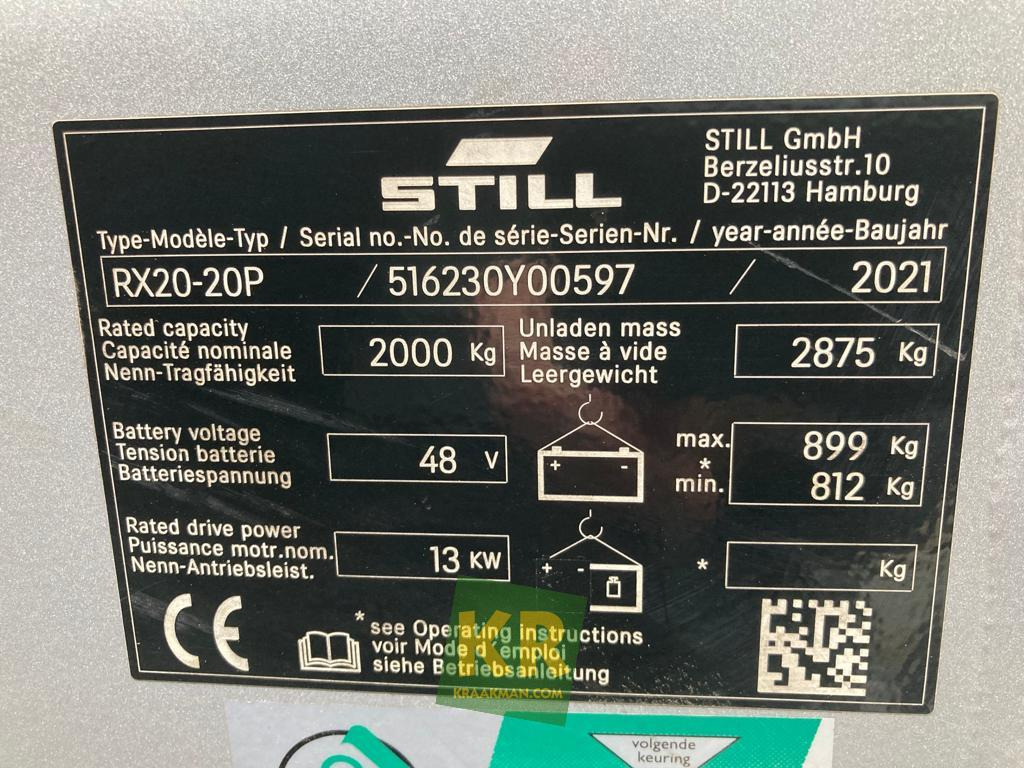 STILL
STILL GmbH
Berzeliusstr.10
D-22113 Hamburg
Type-Modèle-Typ / Serial no.-No. de série-Serien-Nr. / year-année-Baujahr
RX20-20P / 516230Y00597 / 2021
Rated capacity
Capacité nominale
Nenn-Tragfähigkeit
2000 Kg
Unladen mass
Masse à vide
Leergewicht
2875 Kg
Battery voltage
Tension batterie
Batteriespannung
48 V
+ -
max.
*
min.
899 Kg
812 Kg
Rated drive power
Puissance motr.nom.
Nenn-Antriebsleist.
13 KW
+ -
* Kg
CE
* see Operating instructions
voir Mode d´emploi
siehe Betriebsanleitung
KR
KRAAKMAN.COM
volgende
keuring